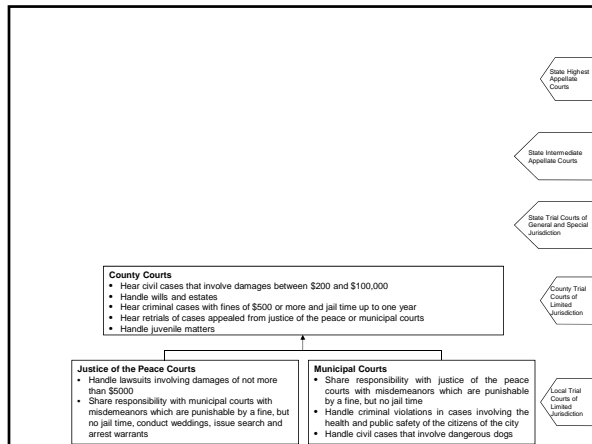 State Highest
Appellate
Courts
State Intermediate
Appellate Courts
State Trial Courts of
General and Special
Jurisdiction
County Courts
• Hear civil cases that involve damages between $200 and $100,000
• Handle wills and estates
• Hear criminal cases with fines of $500 or more and jail time up to one year
• Hear retrials of cases appealed from justice of the peace or municipal courts
• Handle juvenile matters
County Trial
Courts of
Limited
Jurisdiction
Justice of the Peace Courts
• Handle lawsuits involving damages of not more
than $5000
• Share responsibility with municipal courts with
misdemeanors which are punishable by a fine, but
no jail time, conduct weddings, issue search and
arrest warrants
Municipal Courts
• Share responsibility with justice of the peace
courts with misdemeanors which are punishable
by a fine, but no jail time
• Handle criminal violations in cases involving the
health and public safety of the citizens of the city
• Handle civil cases that involve dangerous dogs
Local Trial
Courts of
Limited
Jurisdiction